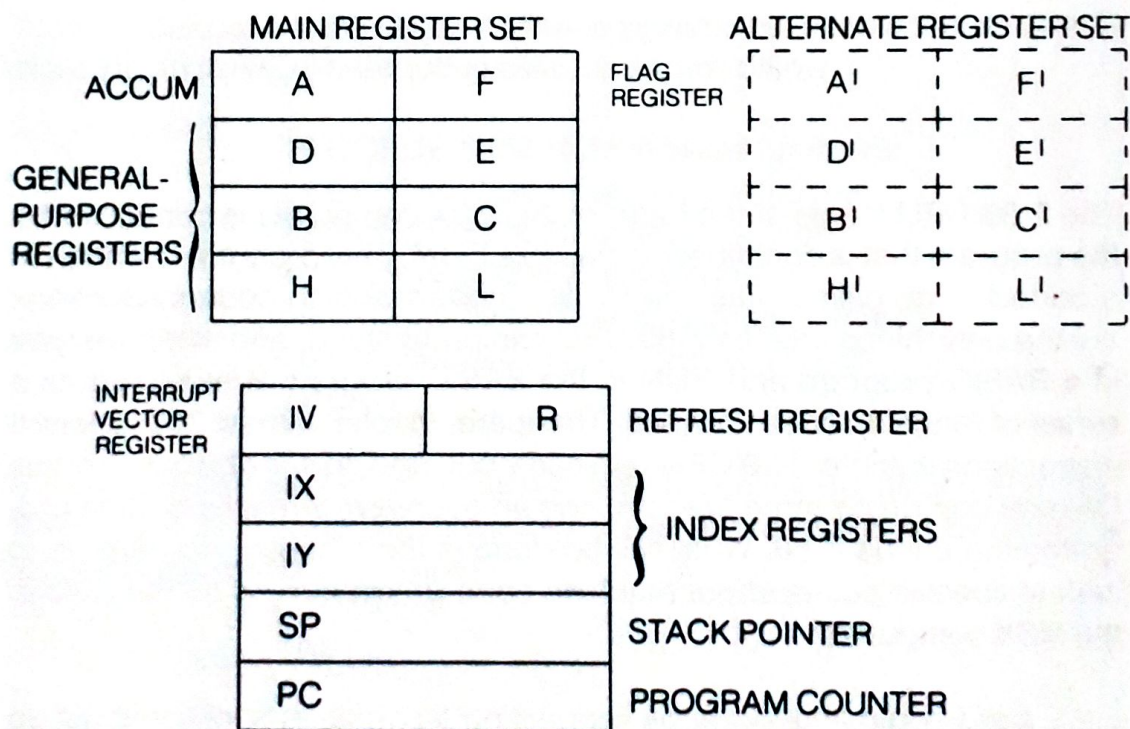 MAIN REGISTER SET
ALTERNATE REGISTER SET
ACCUM
A
F
FLAG
REGISTER
A'
F'
GENERAL-
PURPOSE
REGISTERS
D
E
D'
E'
B
C
B'
C'
H
L
H'
L'
INTERRUPT
VECTOR
REGISTER
IV
R
REFRESH REGISTER
IX
IY
INDEX REGISTERS
SP
STACK POINTER
PC
PROGRAM COUNTER